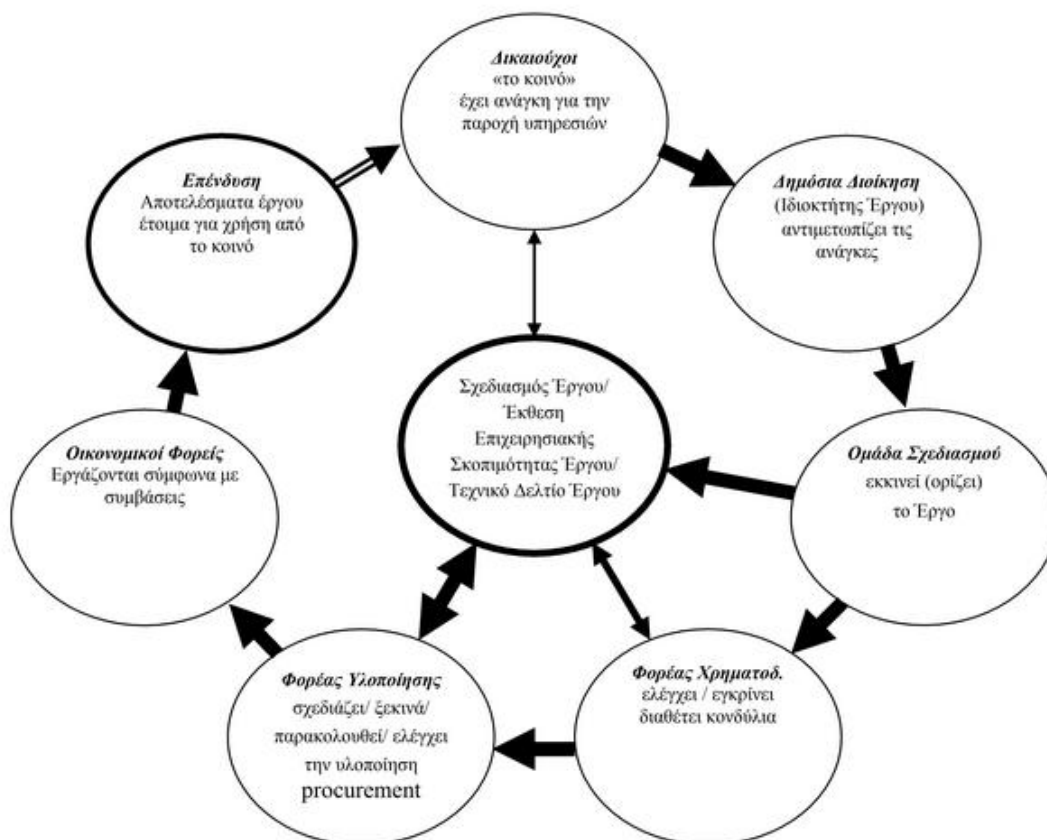 Δικαιούχοι
«το κοινό»
έχει ανάγκη για την
παροχή υπηρεσιών
Δημόσια Διοίκηση
(Ιδιοκτήτης Έργου)
αντιμετωπίζει τις
ανάγκες
Ομάδα Σχεδιασμού
εκκινεί (ορίζει)
το Έργο
Φορέας Χρηματοδ.
ελέγχει / εγκρίνει
διαθέτει κονδύλια
Φορέας Υλοποίησης
σχεδιάζει/ ξεκινά/
παρακολουθεί/ ελέγχει
την υλοποίηση
procurement
Οικονομικοί Φορείς
Εργάζονται σύμφωνα με
συμβάσεις
Επένδυση
Αποτελέσματα έργου
έτοιμα για χρήση από
το κοινό
Σχεδιασμός Έργου/
Έκθεση
Επιχειρησιακής
Σκοπιμότητας Έργου/
Τεχνικό Δελτίο Έργου